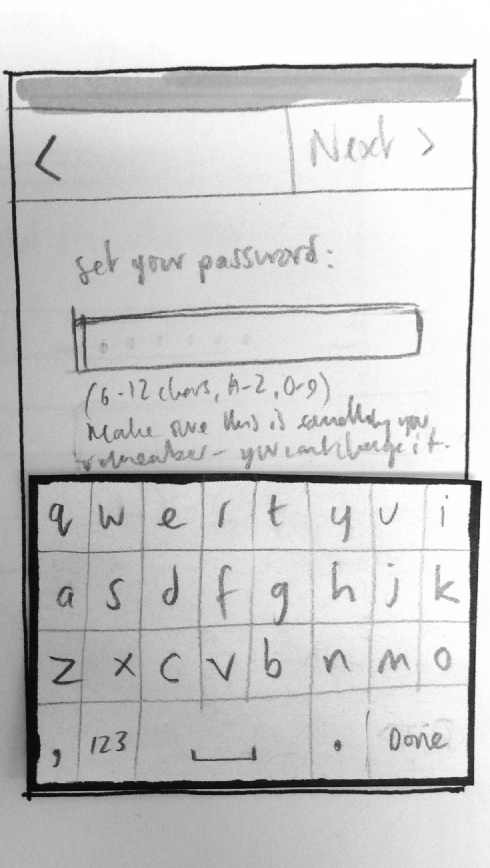 < Next >
set your password:
(6-12 chars, A-Z, 0-9)
Make sure this is something you
remember - you can't change it.
q w e r t y u i
a s d f g h j k
z x c v b n m o
, 123 . Done